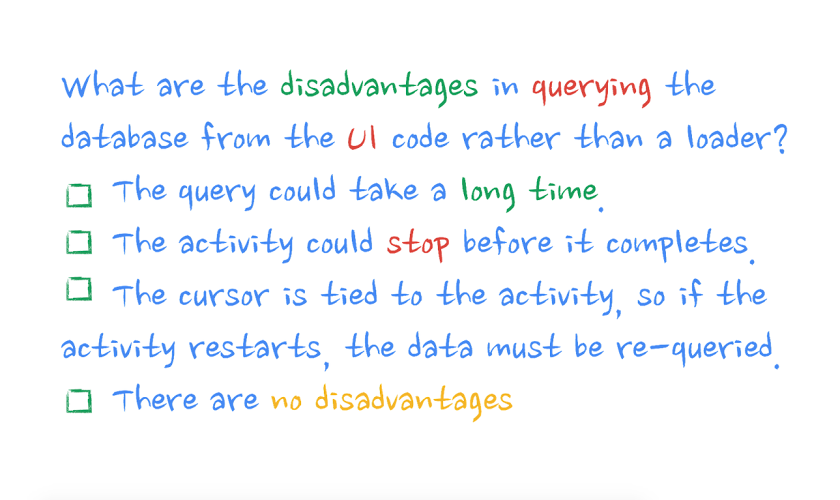 What are the disadvantages in querying the
database from the UI code rather than a loader?
The query could take a long time.
The activity could stop before it completes.
The cursor is tied to the activity, so if the
activity restarts, the data must be re-queried.
There are no disadvantages